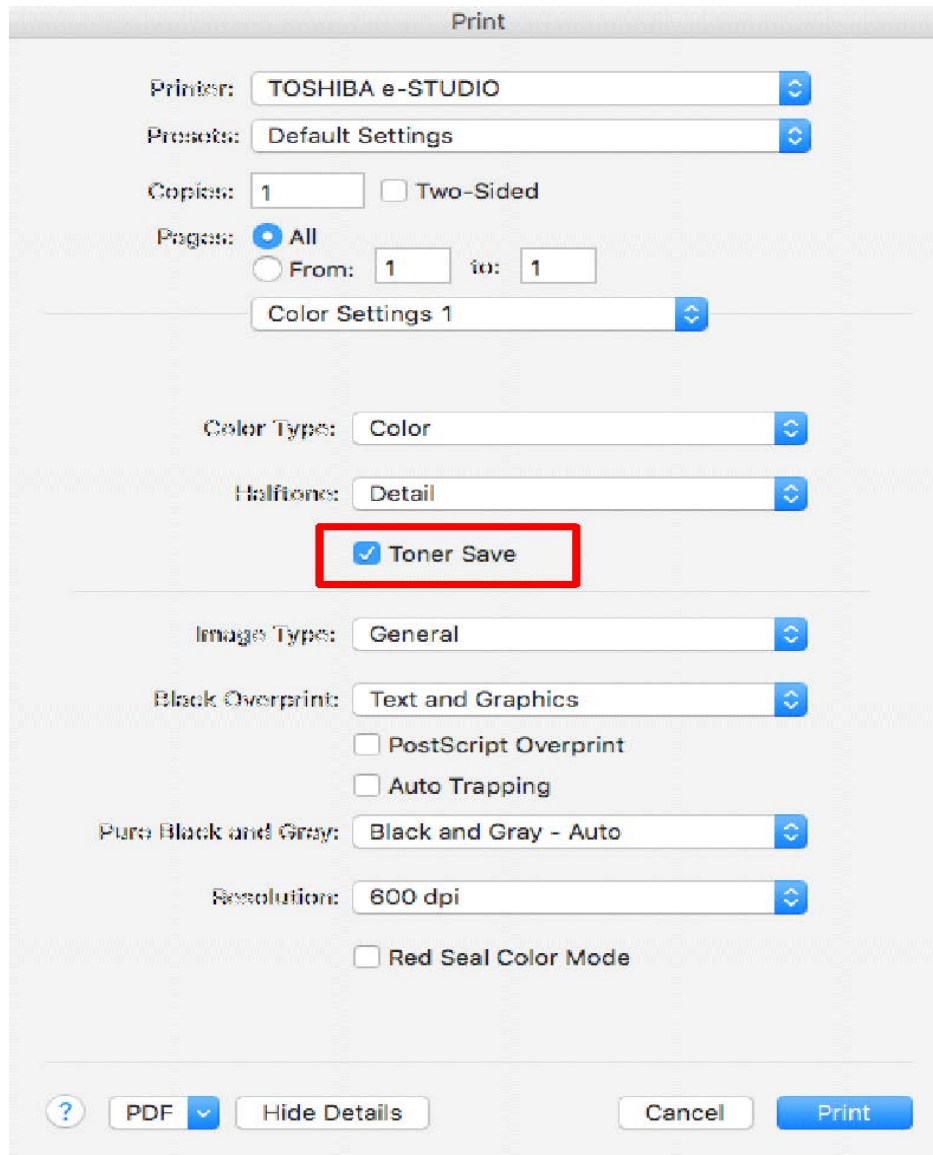 Print
Printer: TOSHIBA e-STUDIO
Presets: Default Settings
Copies: 1 Two-Sided
Pages: All
From: 1 to: 1
Color Settings 1
Color Type: Color
Halftone: Detail
Toner Save
Image Type: General
Black Overprint: Text and Graphics
PostScript Overprint
Auto Trapping
Pure Black and Gray: Black and Gray - Auto
Resolution: 600 dpi
Red Seal Color Mode
? PDF Hide Details Cancel Print